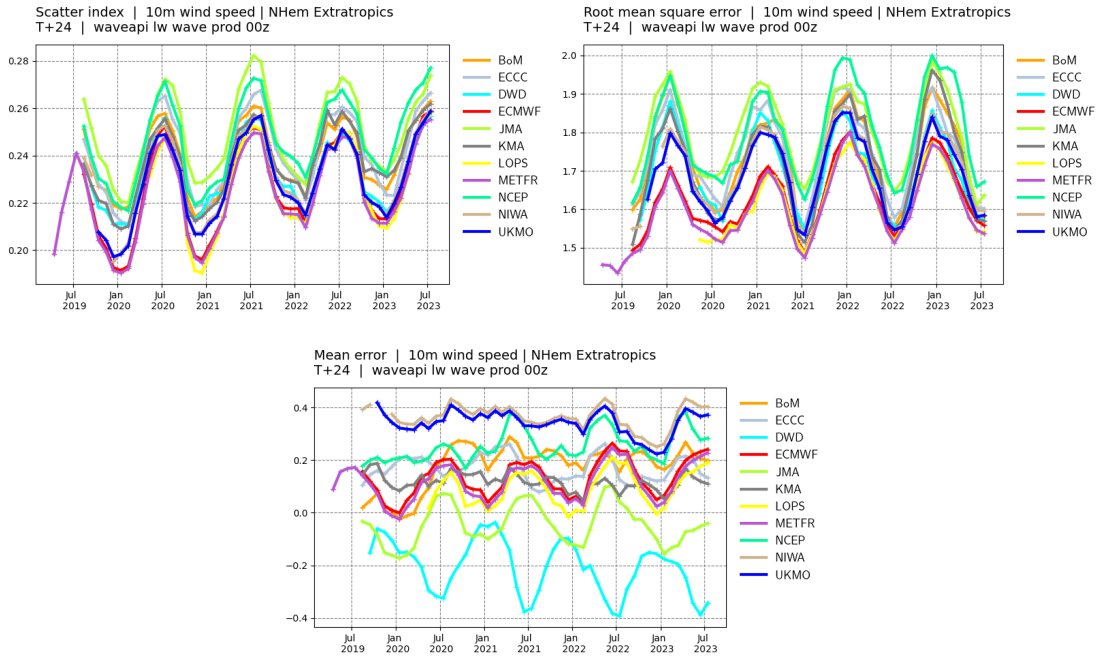 Scatter index | 10m wind speed | NHem Extratropics
T+24 | waveapi lw wave prod 00z
0.28
0.26
0.24
0.22
0.20
Jul 2019
Jan 2020
Jul 2020
Jan 2021
Jul 2021
Jan 2022
Jul 2022
Jan 2023
Jul 2023
BoM
ECCC
DWD
ECMWF
JMA
KMA
LOPS
METFR
NCEP
NIWA
UKMO
Root mean square error | 10m wind speed | NHem Extratropics
T+24 | waveapi lw wave prod 00z
2.0
1.9
1.8
1.7
1.6
1.5
Jul 2019
Jan 2020
Jul 2020
Jan 2021
Jul 2021
Jan 2022
Jul 2022
Jan 2023
Jul 2023
BoM
ECCC
DWD
ECMWF
JMA
KMA
LOPS
METFR
NCEP
NIWA
UKMO
Mean error | 10m wind speed | NHem Extratropics
T+24 | waveapi lw wave prod 00z
0.4
0.2
0.0
−0.2
−0.4
Jul 2019
Jan 2020
Jul 2020
Jan 2021
Jul 2021
Jan 2022
Jul 2022
Jan 2023
Jul 2023
BoM
ECCC
DWD
ECMWF
JMA
KMA
LOPS
METFR
NCEP
NIWA
UKMO